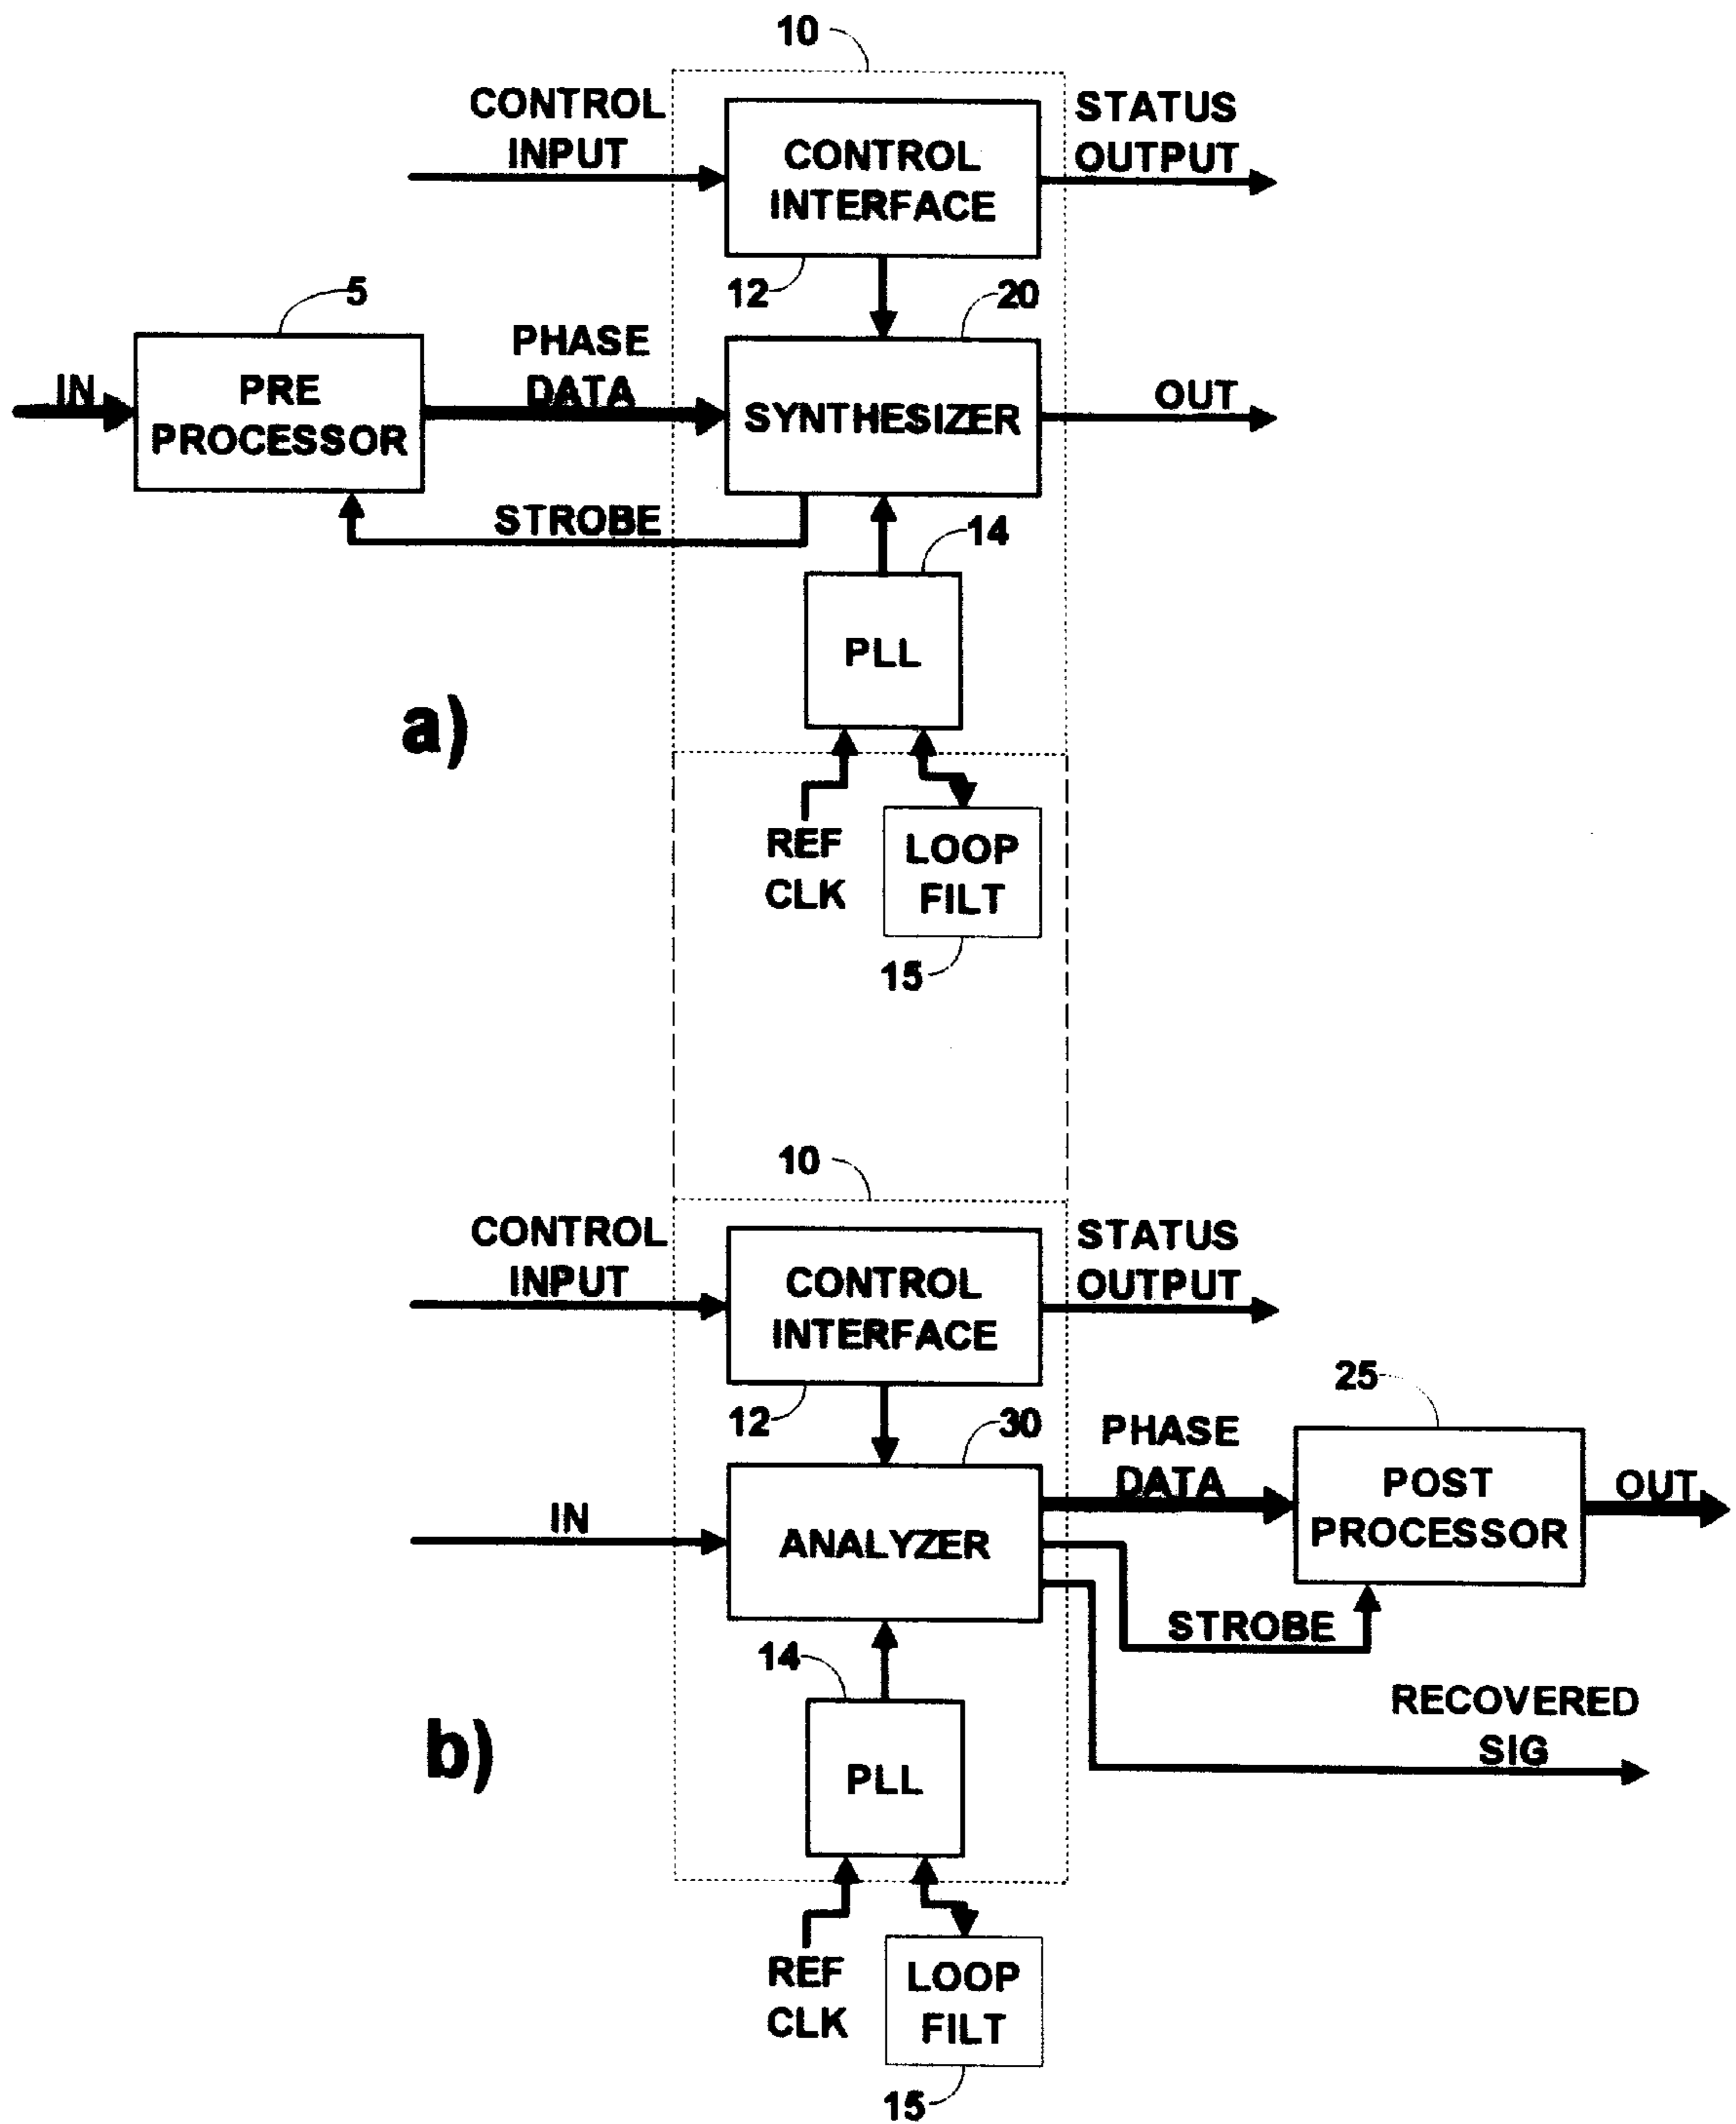 10
CONTROL
INPUT
CONTROL
INTERFACE
STATUS
OUTPUT
12
20
5
PHASE
DATA
IN
PRE
PROCESSOR
SYNTHESIZER
OUT
STROBE
14
PLL
a)
REF
CLK
LOOP
FILT
15
10
CONTROL
INPUT
CONTROL
INTERFACE
STATUS
OUTPUT
12
30
25
PHASE
DATA
IN
ANALYZER
POST
PROCESSOR
OUT
STROBE
14
RECOVERED
SIG
b)
PLL
REF
CLK
LOOP
FILT
15